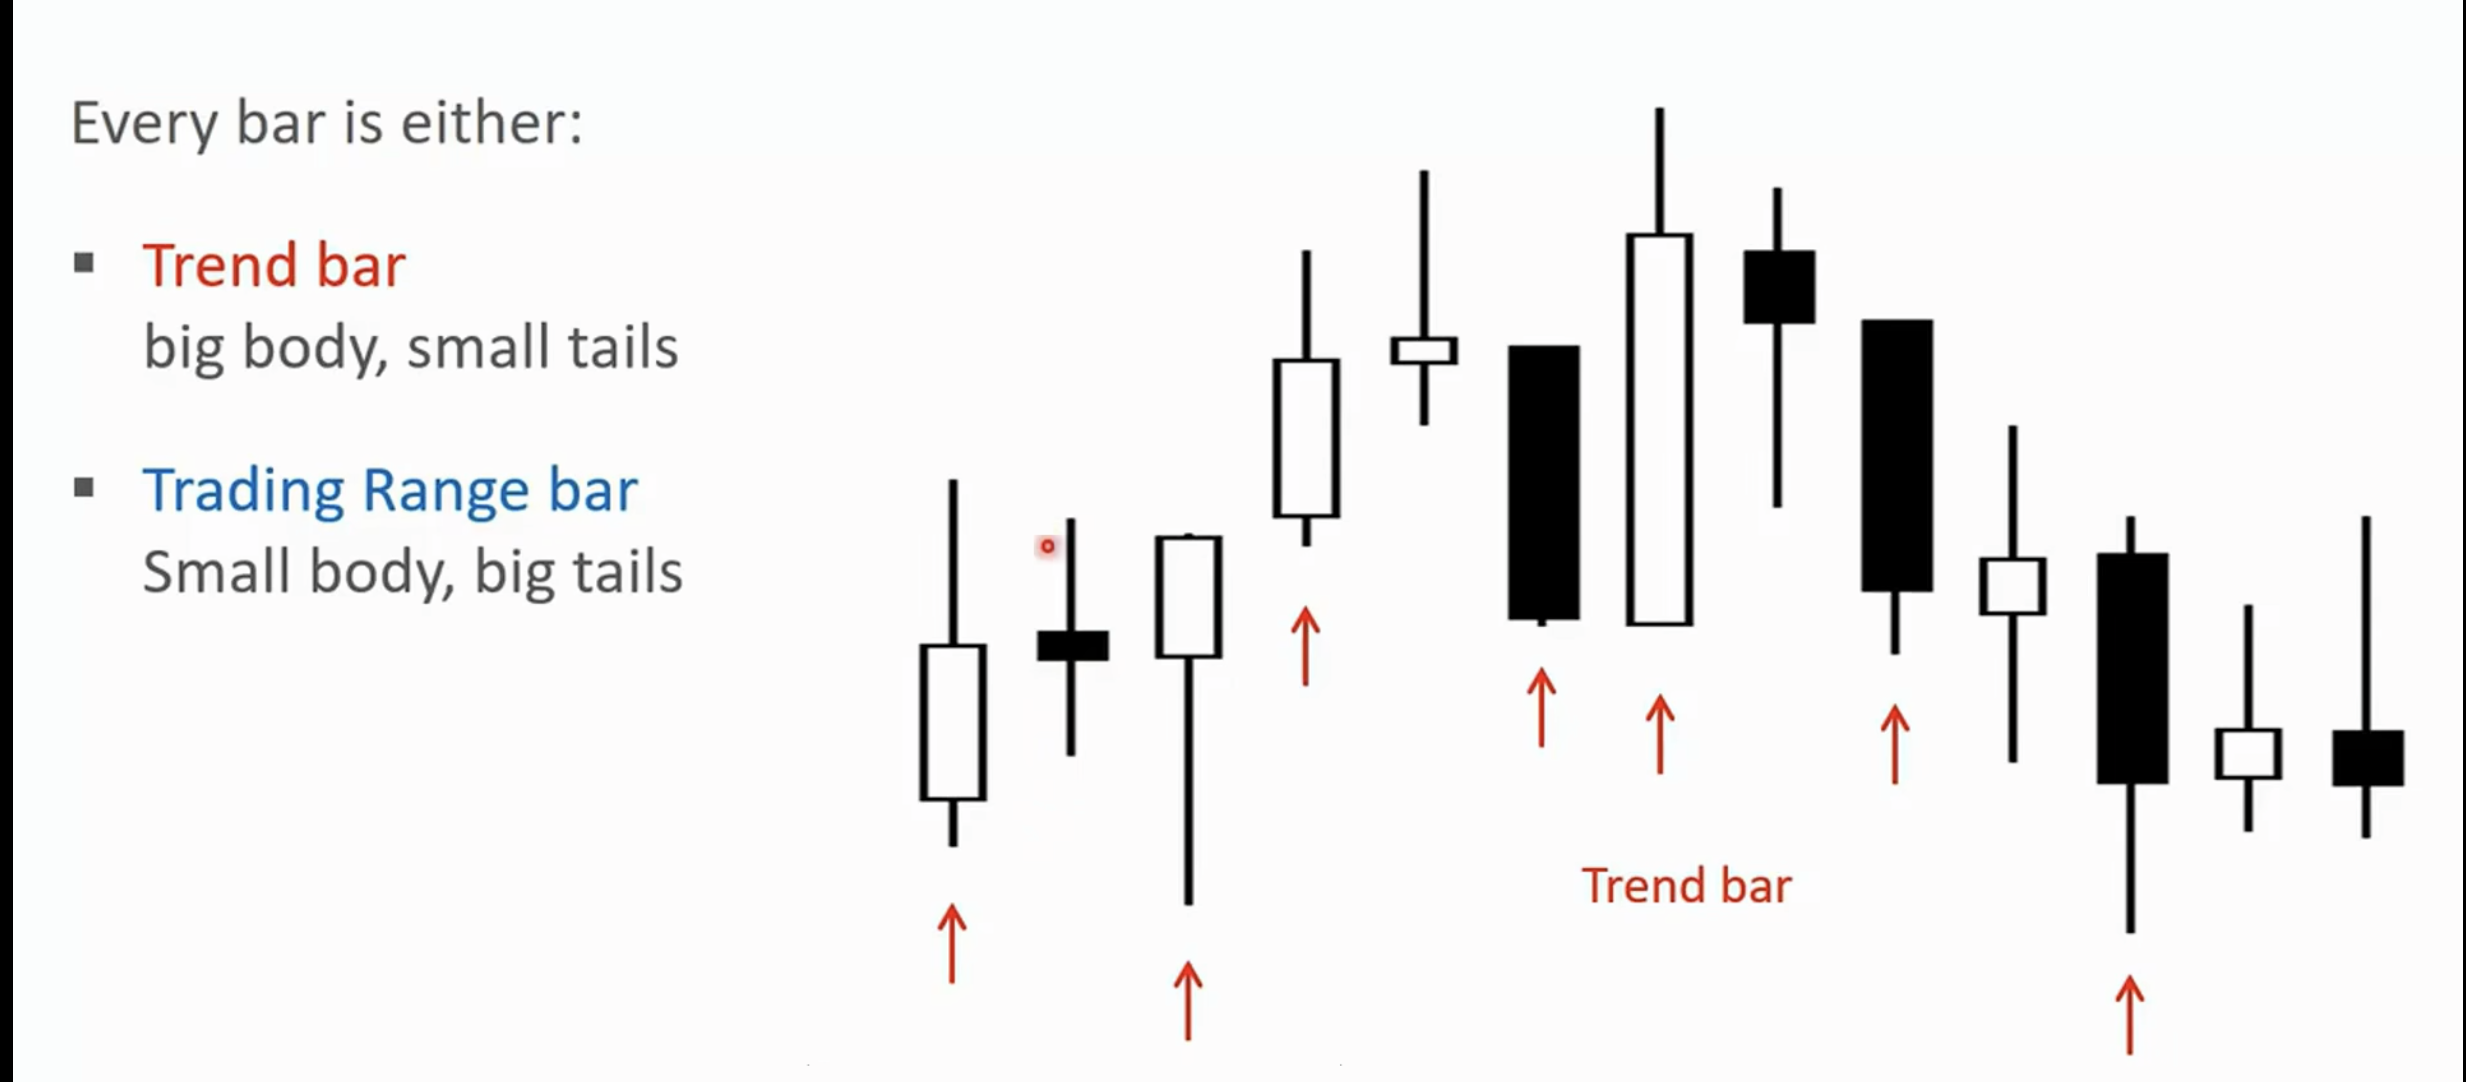 Every bar is either:
▪ Trend bar
big body, small tails
▪ Trading Range bar
Small body, big tails
Trend bar